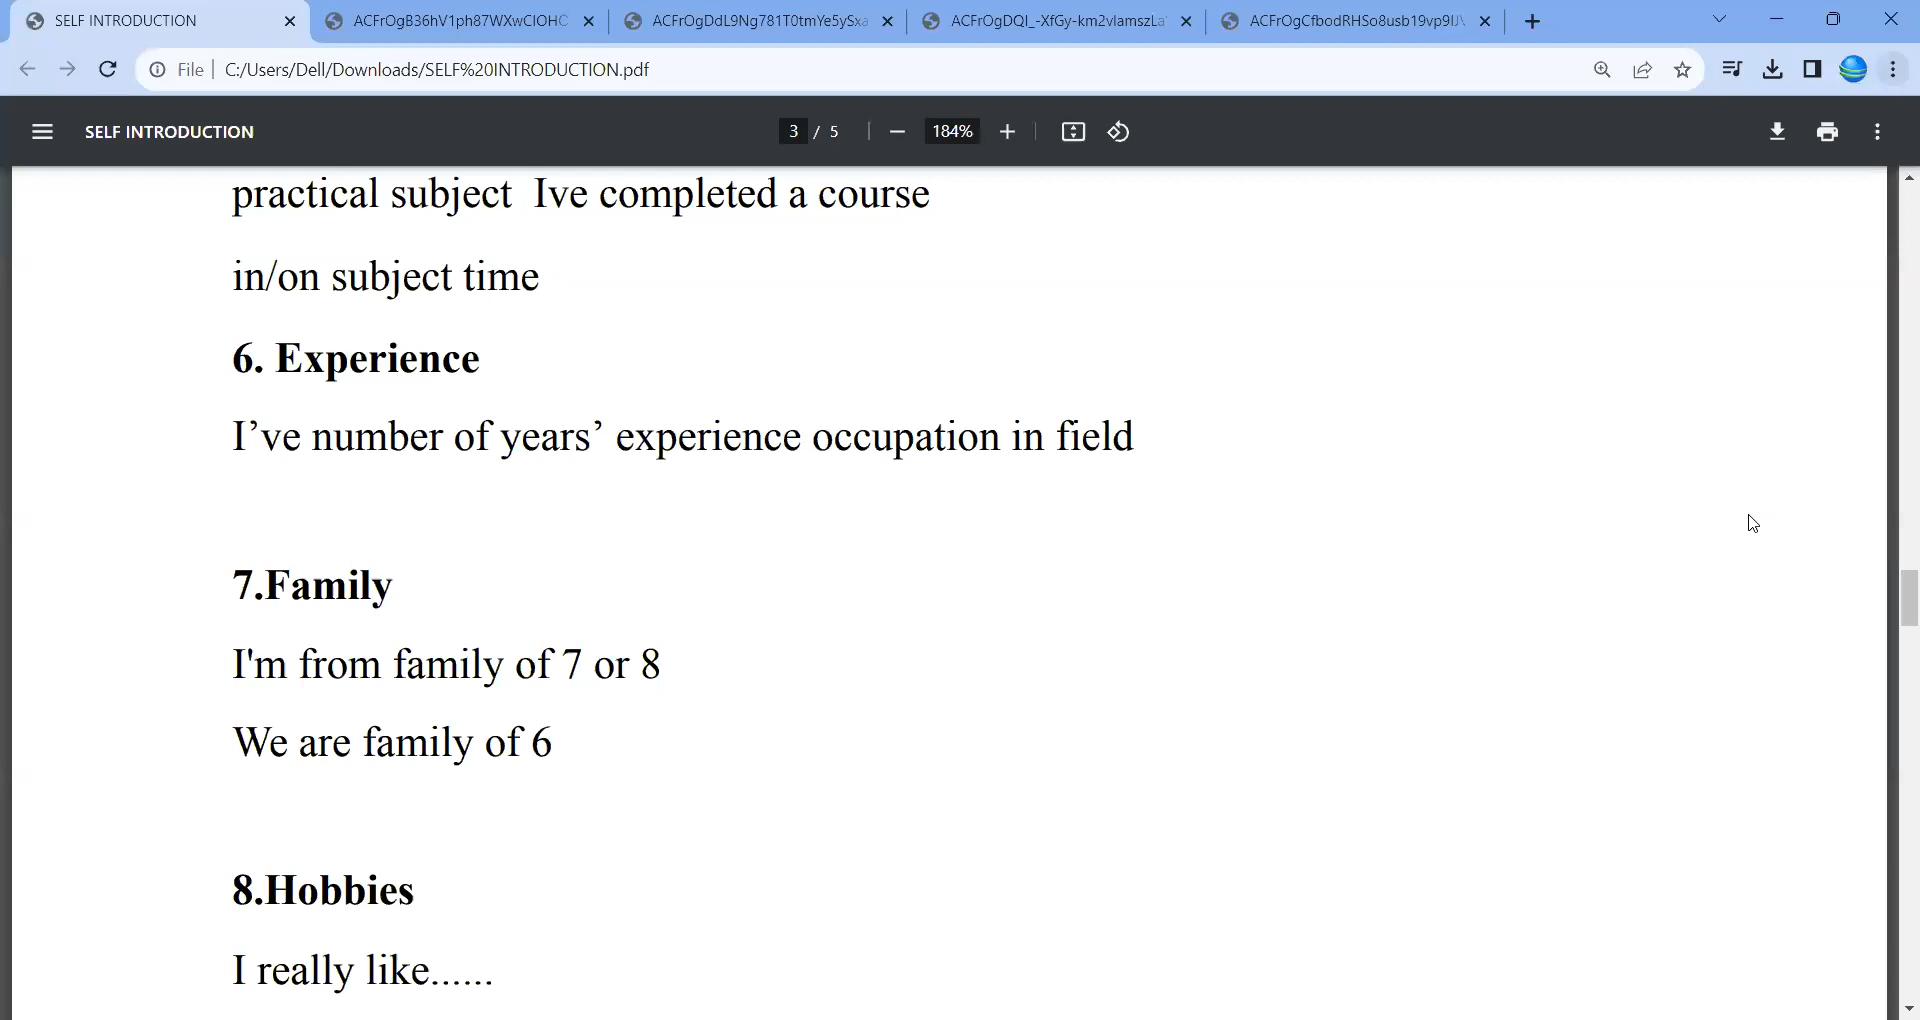 SELF INTRODUCTION
ACFrOgB36hV1ph87WXwCIOHC
ACFrOgDdL9Ng781T0tmYe5ySxa
ACFrOgDQI_-XfGy-km2vlamszLa
ACFrOgCfbodRHSo8usb19vp9IJ
File
C:/Users/Dell/Downloads/SELF%20INTRODUCTION.pdf
SELF INTRODUCTION
3 / 5
184%
practical subject Ive completed a course
in/on subject time
6. Experience
I’ve number of years’ experience occupation in field
7.Family
I'm from family of 7 or 8
We are family of 6
8.Hobbies
I really like......